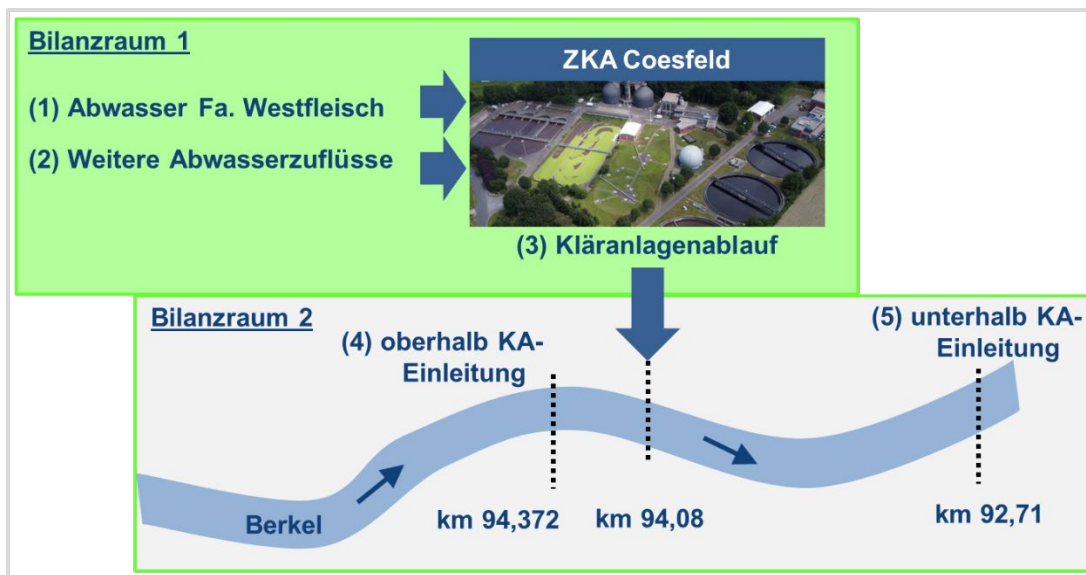 Bilanzraum 1
ZKA Coesfeld
(1) Abwasser Fa. Westfleisch
(2) Weitere Abwasserzuflüsse
(3) Kläranlagenablauf
Bilanzraum 2
(4) oberhalb KA-
Einleitung
(5) unterhalb KA-
Einleitung
Berkel
km 94,372
km 94,08
km 92,71